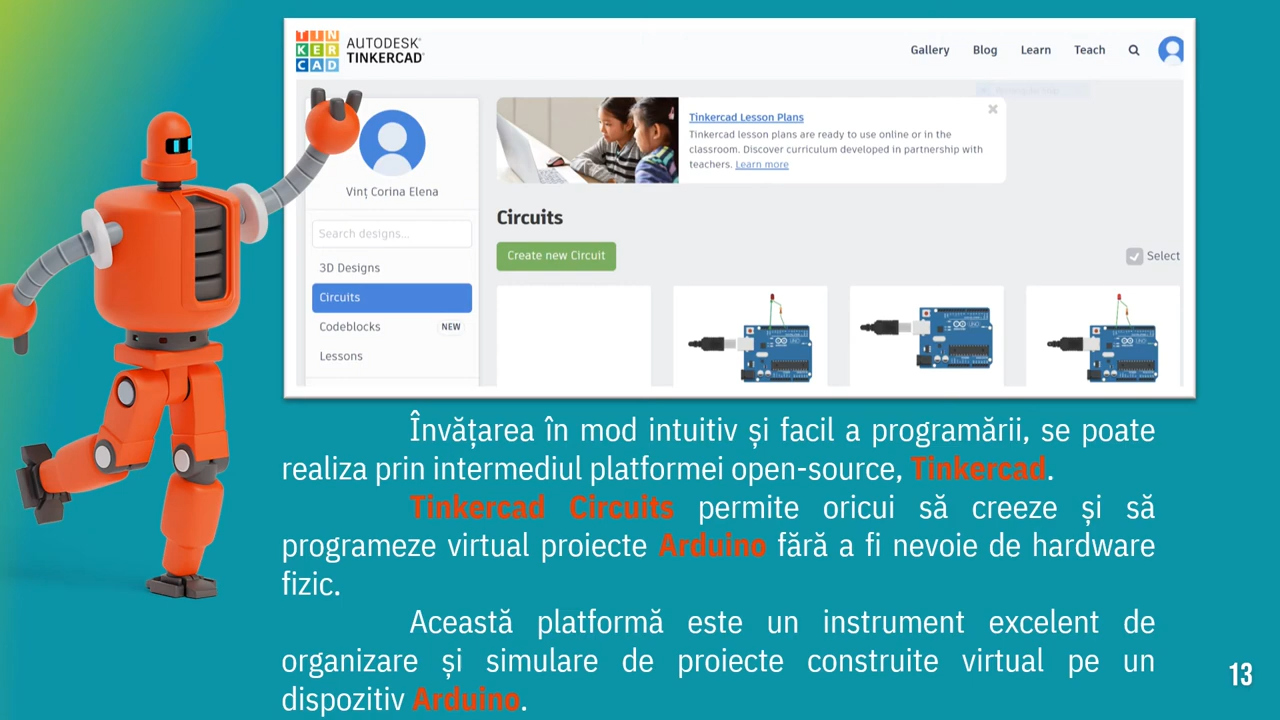 TIN
KER
CAD
AUTODESK®
TINKERCAD®
Gallery Blog Learn Teach
Vinț Corina Elena
Search designs...
3D Designs
Circuits
Codeblocks NEW
Lessons
Tinkercad Lesson Plans
Tinkercad lesson plans are ready to use online or in the
classroom. Discover curriculum developed in partnership with
teachers. Learn more
Circuits
Create new Circuit
Select
Învățarea în mod intuitiv și facil a programării, se poate
realiza prin intermediul platformei open-source, Tinkercad.
Tinkercad Circuits permite oricui să creeze și să
programeze virtual proiecte Arduino fără a fi nevoie de hardware
fizic.
Această platformă este un instrument excelent de
organizare și simulare de proiecte construite virtual pe un
dispozitiv Arduino.
13